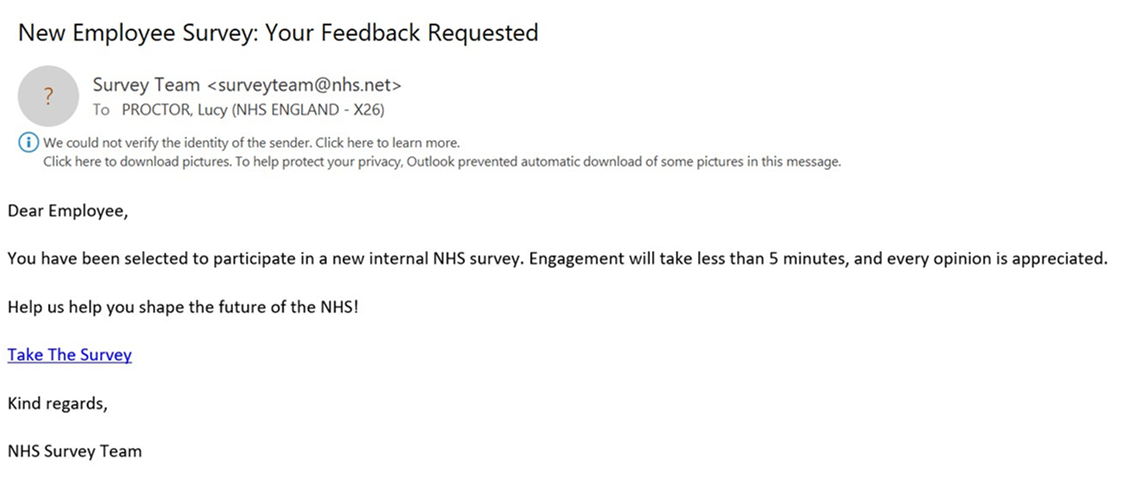 New Employee Survey: Your Feedback Requested
?
Survey Team <surveyteam@nhs.net>
To PROCTOR, Lucy (NHS ENGLAND - X26)
i We could not verify the identity of the sender. Click here to learn more.
Click here to download pictures. To help protect your privacy, Outlook prevented automatic download of some pictures in this message.
Dear Employee,
You have been selected to participate in a new internal NHS survey. Engagement will take less than 5 minutes, and every opinion is appreciated.
Help us help you shape the future of the NHS!
Take The Survey
Kind regards,
NHS Survey Team